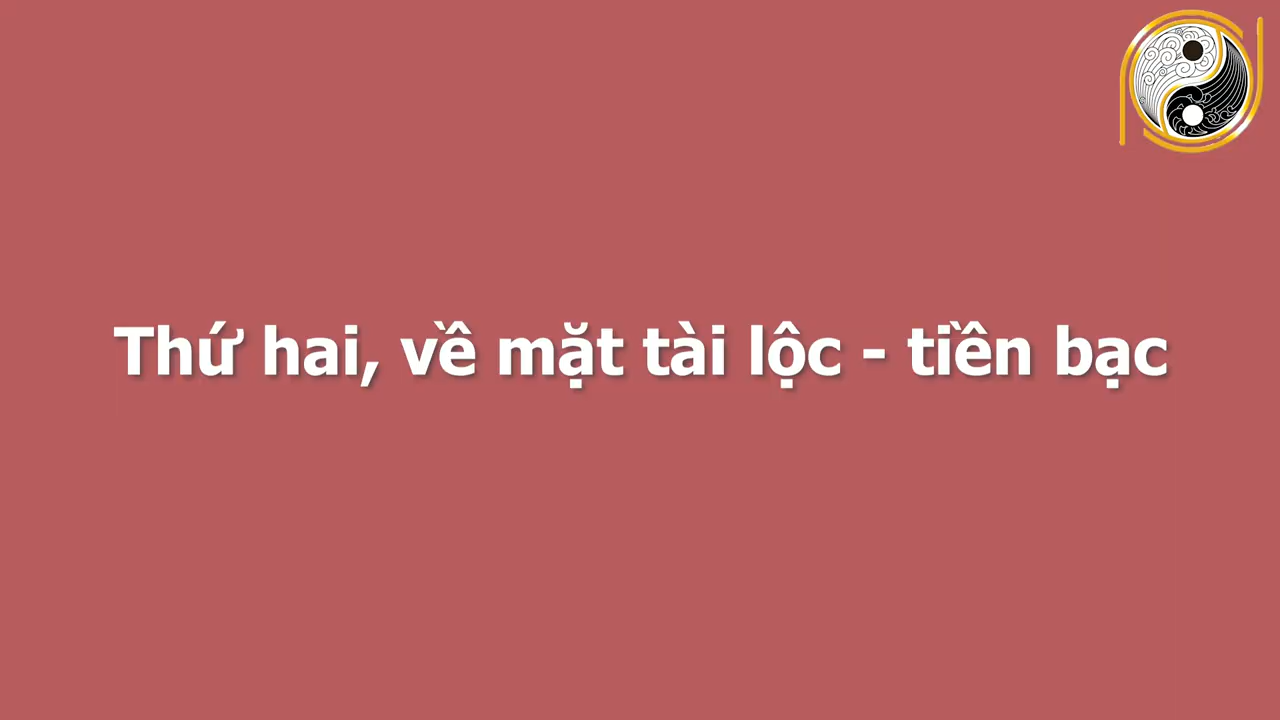 Thứ hai, về mặt tài lộc - tiền bạc